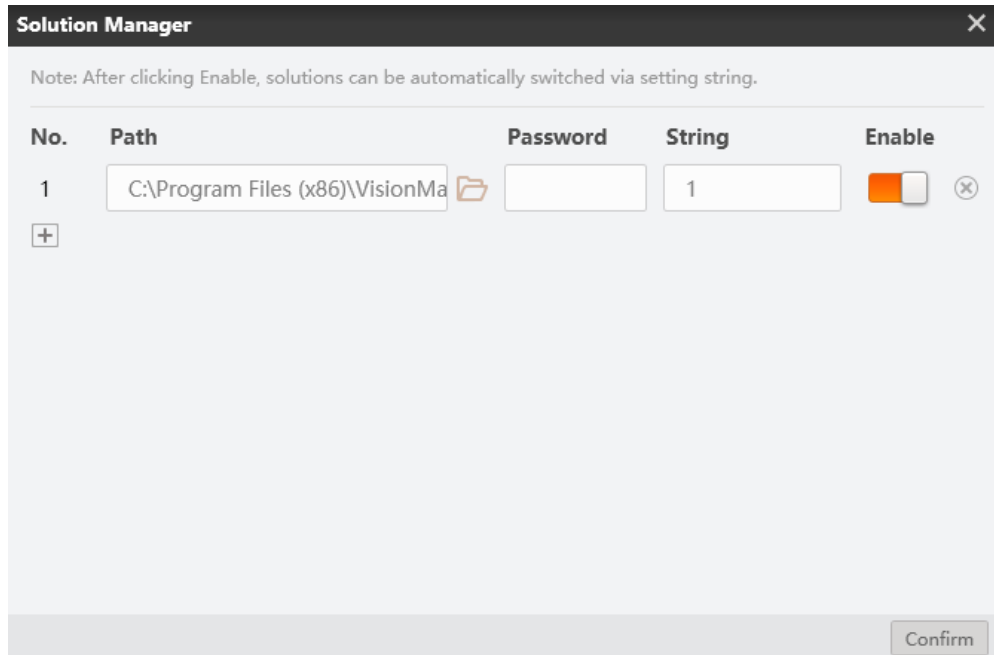 Solution Manager
Note: After clicking Enable, solutions can be automatically switched via setting string.
No. Path Password String Enable
1 C:\Program Files (x86)\VisionMa 1
Confirm